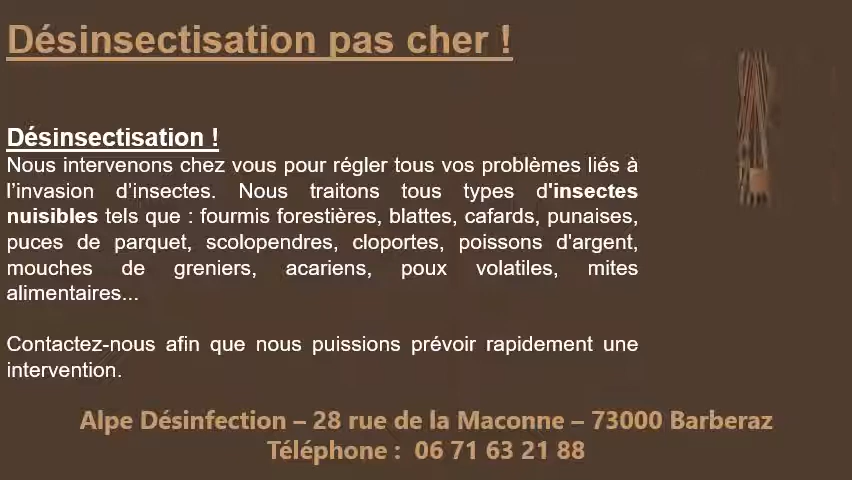 Désinsectisation pas cher !
Désinsectisation !
Nous intervenons chez vous pour régler tous vos problèmes liés à
l'invasion d'insectes. Nous traitons tous types d'insectes
nuisibles tels que : fourmis forestières, blattes, cafards, punaises,
puces de parquet, scolopendres, cloportes, poissons d'argent,
mouches de greniers, acariens, poux volatiles, mites
alimentaires...
Contactez-nous afin que nous puissions prévoir rapidement une
intervention.
Alpe Désinfection – 28 rue de la Maconne – 73000 Barberaz
Téléphone : 06 71 63 21 88